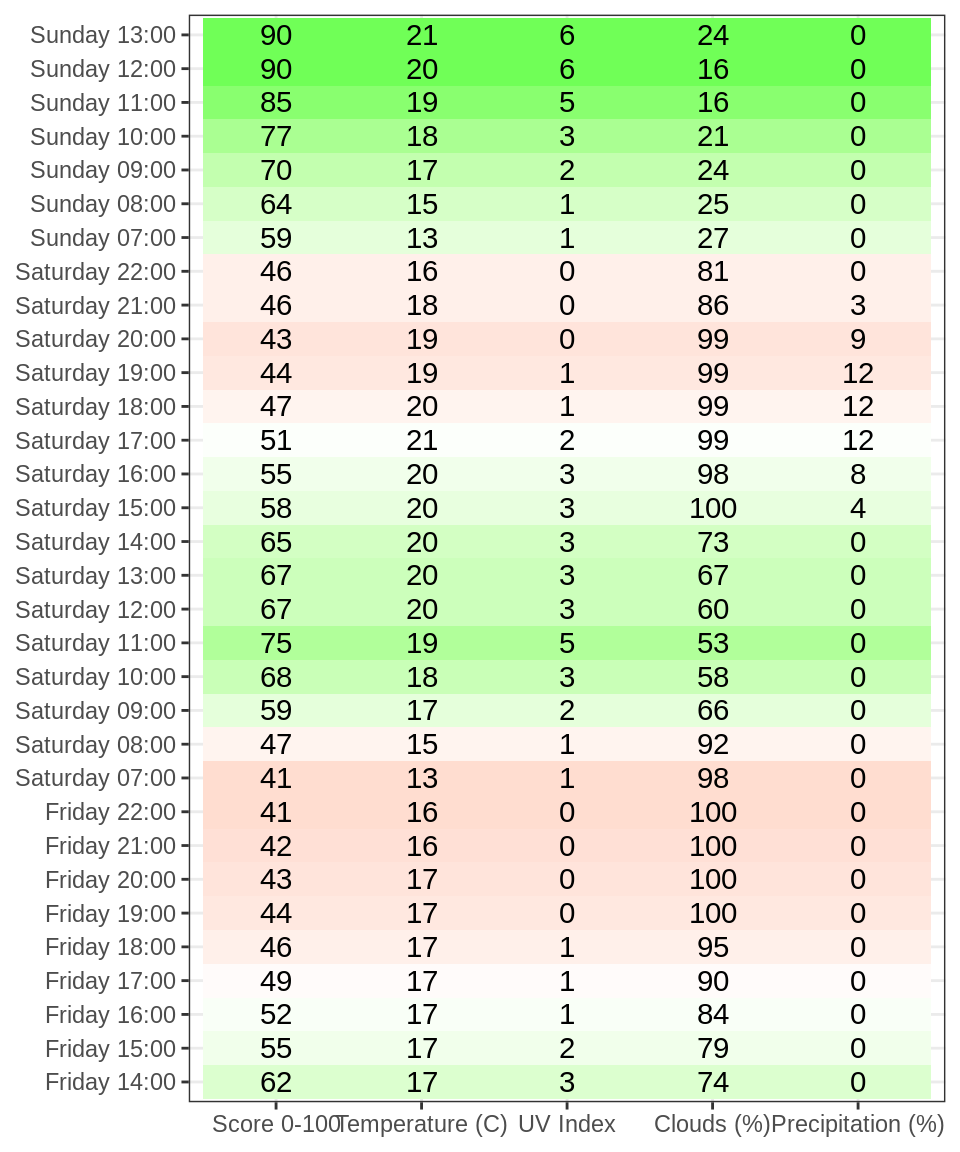 Sunday 13:00 90 21 6 24 0
Sunday 12:00 90 20 6 16 0
Sunday 11:00 85 19 5 16 0
Sunday 10:00 77 18 3 21 0
Sunday 09:00 70 17 2 24 0
Sunday 08:00 64 15 1 25 0
Sunday 07:00 59 13 1 27 0
Saturday 22:00 46 16 0 81 0
Saturday 21:00 46 18 0 86 3
Saturday 20:00 43 19 0 99 9
Saturday 19:00 44 19 1 99 12
Saturday 18:00 47 20 1 99 12
Saturday 17:00 51 21 2 99 12
Saturday 16:00 55 20 3 98 8
Saturday 15:00 58 20 3 100 4
Saturday 14:00 65 20 3 73 0
Saturday 13:00 67 20 3 67 0
Saturday 12:00 67 20 3 60 0
Saturday 11:00 75 19 5 53 0
Saturday 10:00 68 18 3 58 0
Saturday 09:00 59 17 2 66 0
Saturday 08:00 47 15 1 92 0
Saturday 07:00 41 13 1 98 0
Friday 22:00 41 16 0 100 0
Friday 21:00 42 16 0 100 0
Friday 20:00 43 17 0 100 0
Friday 19:00 44 17 0 100 0
Friday 18:00 46 17 1 95 0
Friday 17:00 49 17 1 90 0
Friday 16:00 52 17 1 84 0
Friday 15:00 55 17 2 79 0
Friday 14:00 62 17 3 74 0
Score 0-100 Temperature (C) UV Index Clouds (%) Precipitation (%)